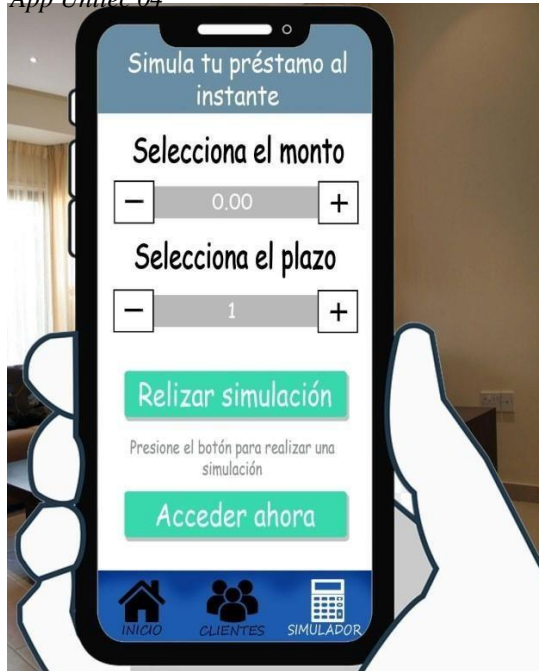 App Unitec 04
Simula tu préstamo al
instante
Selecciona el monto
− 0.00 +
Selecciona el plazo
− 1 +
Relizar simulación
Presione el botón para realizar una
simulación
Acceder ahora
INICIO CLIENTES SIMULADOR